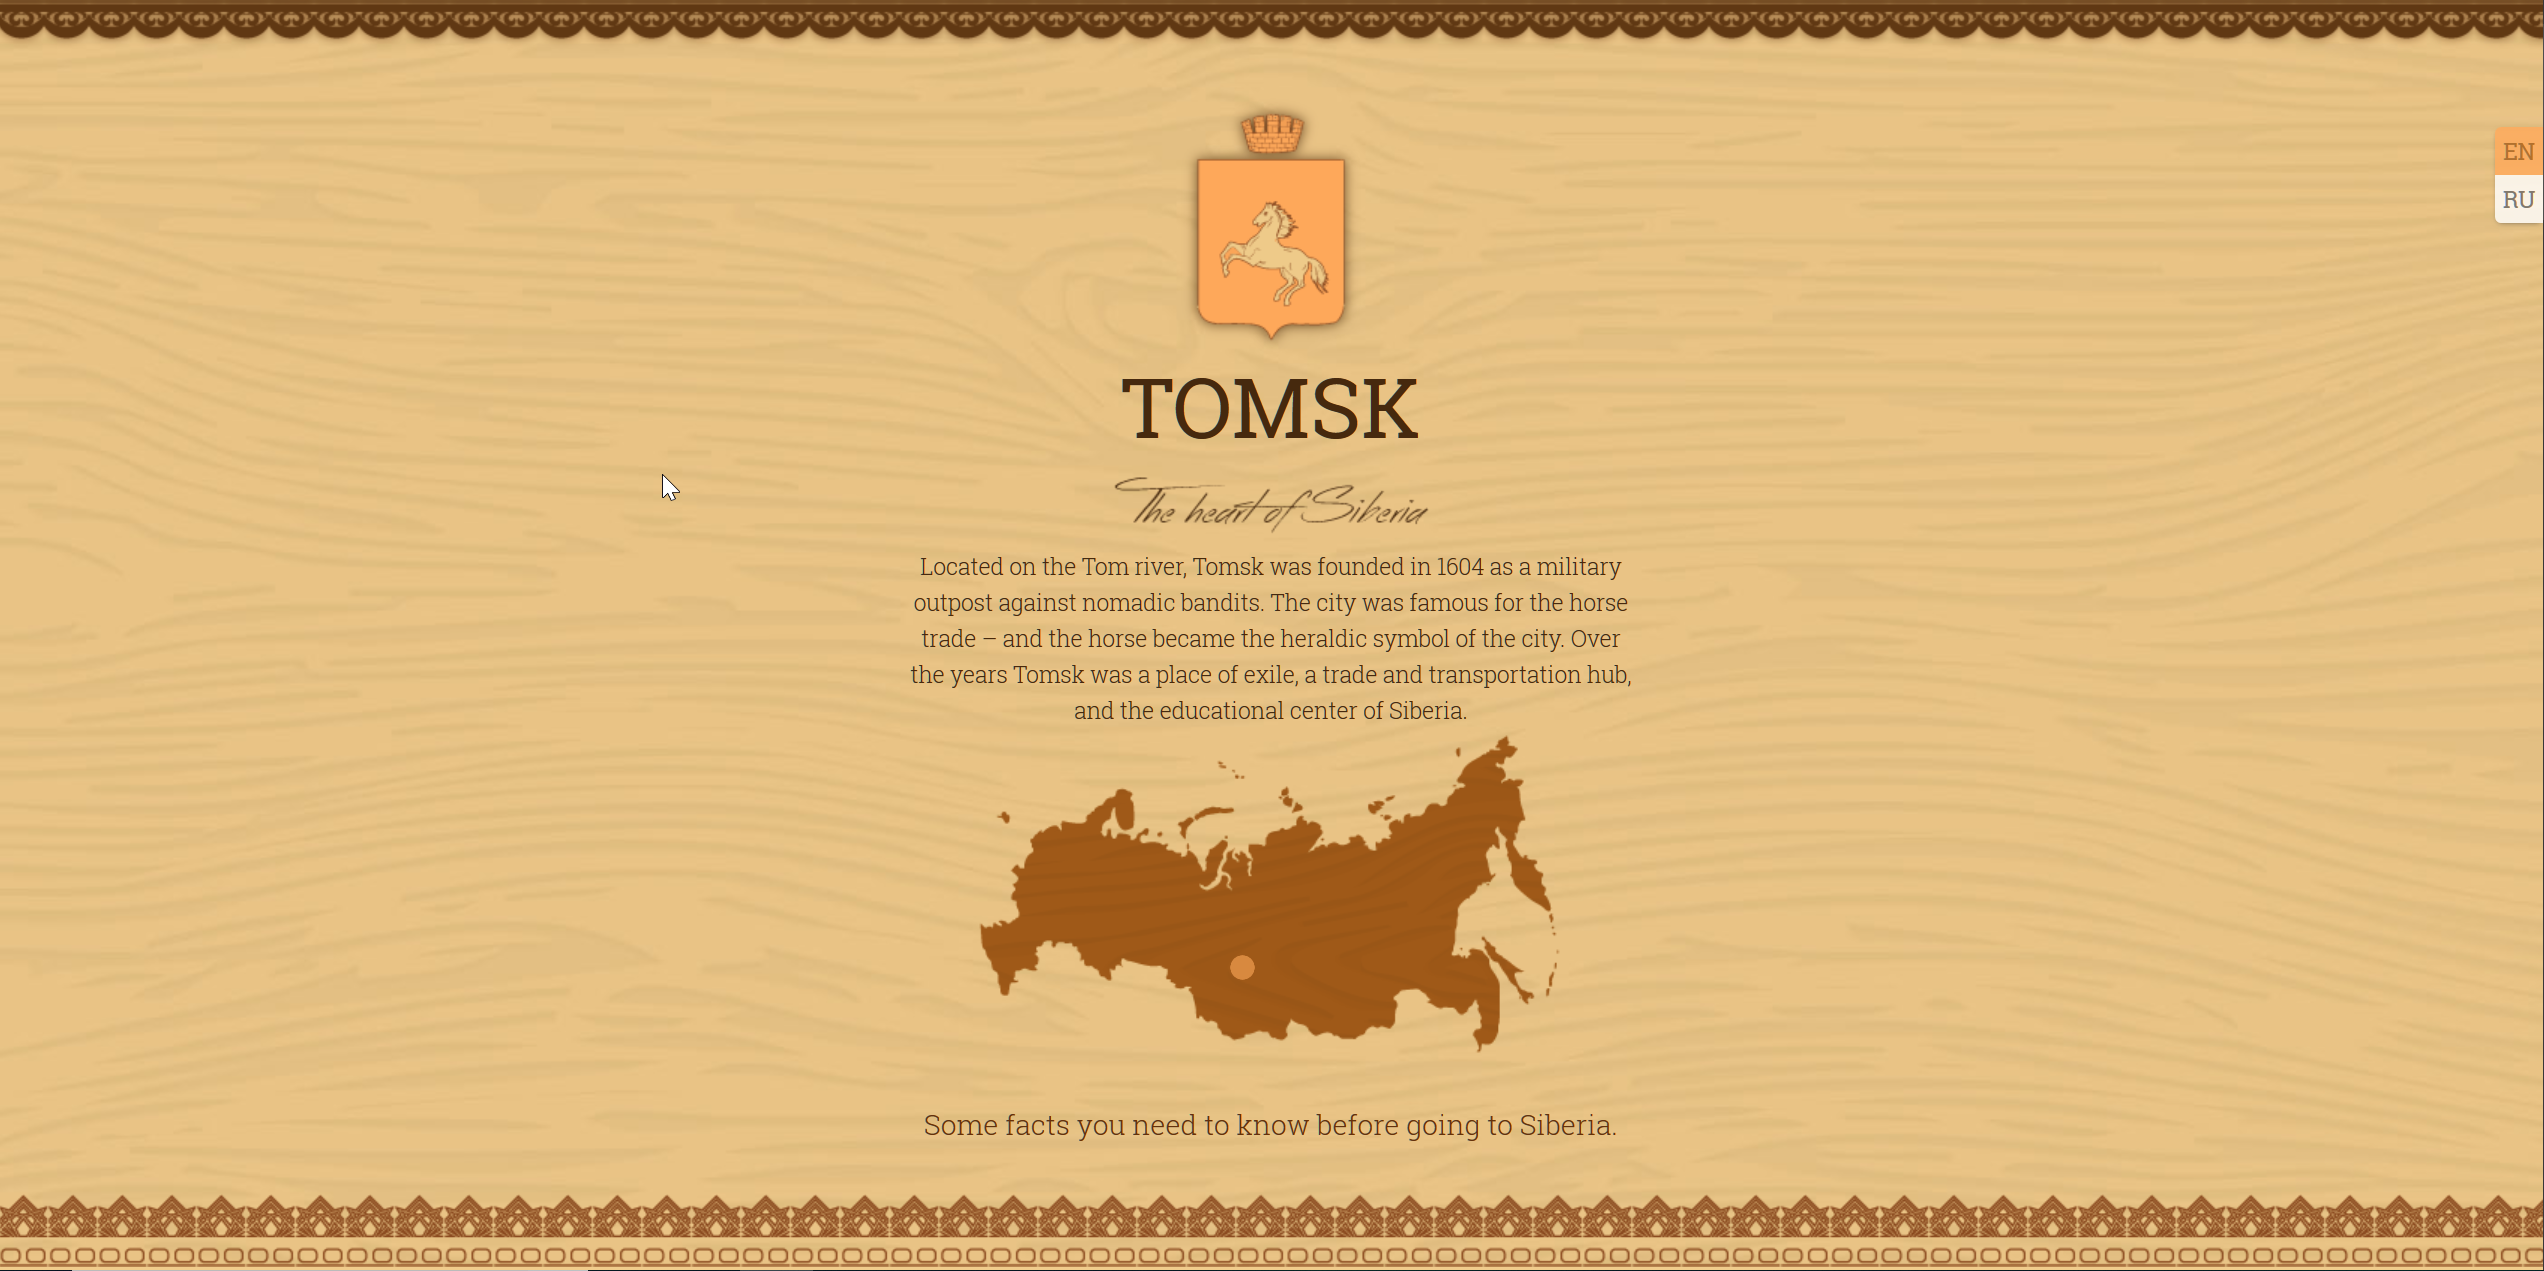 EN
RU
TOMSK
The heart of Siberia
Located on the Tom river, Tomsk was founded in 1604 as a military
outpost against nomadic bandits. The city was famous for the horse
trade – and the horse became the heraldic symbol of the city. Over
the years Tomsk was a place of exile, a trade and transportation hub,
and the educational center of Siberia.
Some facts you need to know before going to Siberia.